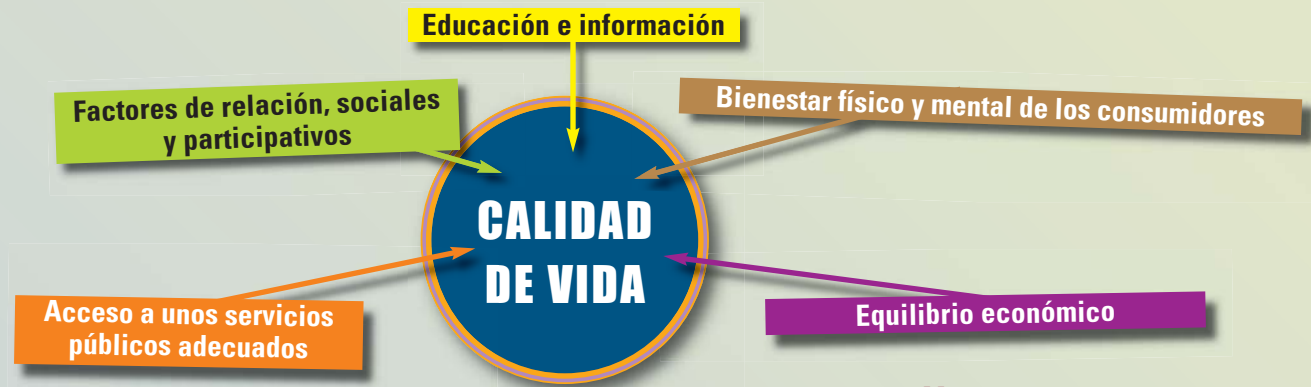 Educación e información
Factores de relación, sociales
y participativos
Bienestar físico y mental de los consumidores
CALIDAD
DE VIDA
Acceso a unos servicios
públicos adecuados
Equilibrio económico